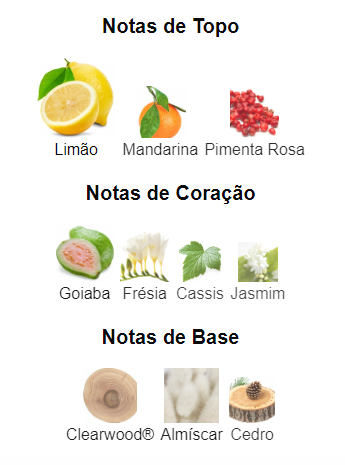 Notas de Topo
Limão Mandarina Pimenta Rosa
Notas de Coração
Goiaba Frésia Cassis Jasmim
Notas de Base
Clearwood® Almíscar Cedro